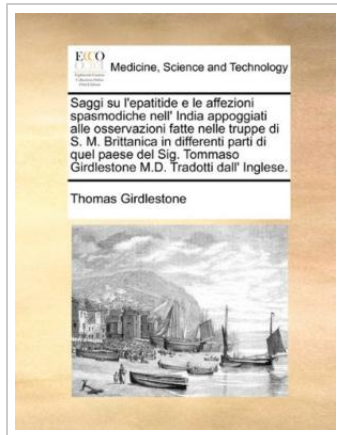 ECCO
Medicine, Science and Technology
Saggi su l'epatitide e le affezioni
spasmodiche nell' India appoggiati
alle osservazioni fatte nelle truppe di
S. M. Brittanica in differenti parti di
quel paese del Sig. Tommaso
Girdlestone M.D. Tradotti dall' Inglese.
Thomas Girdlestone